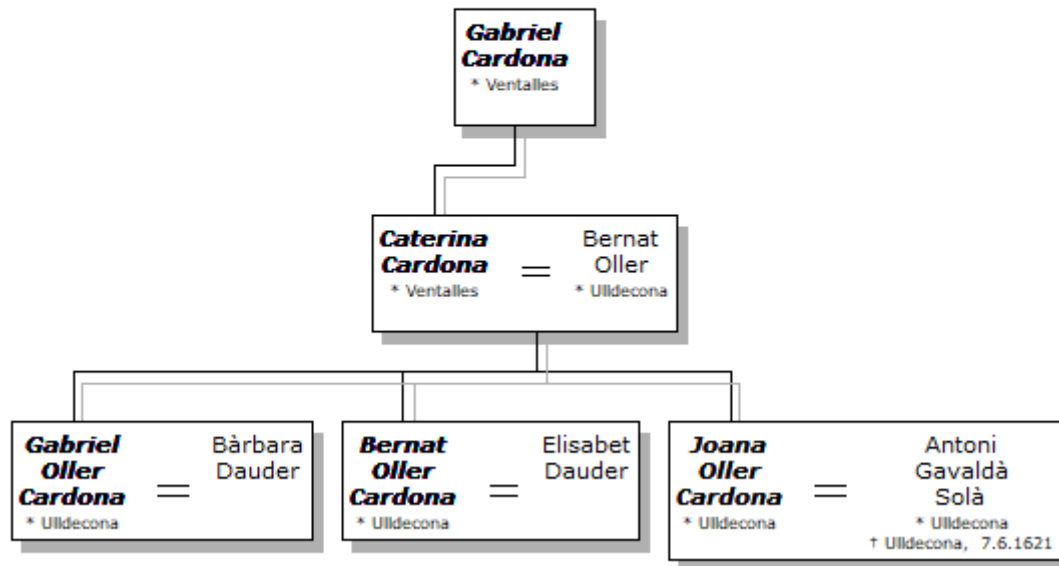 Gabriel
Cardona
* Ventalles
Caterina
Cardona
* Ventalles
=
Bernat
Oller
* Ulldecona
Gabriel
Oller
Cardona
* Ulldecona
=
Bàrbara
Dauder
Bernat
Oller
Cardona
* Ulldecona
=
Elisabet
Dauder
Joana
Oller
Cardona
* Ulldecona
=
Antoni
Gavaldà
Solà
* Ulldecona
† Ulldecona, 7.6.1621